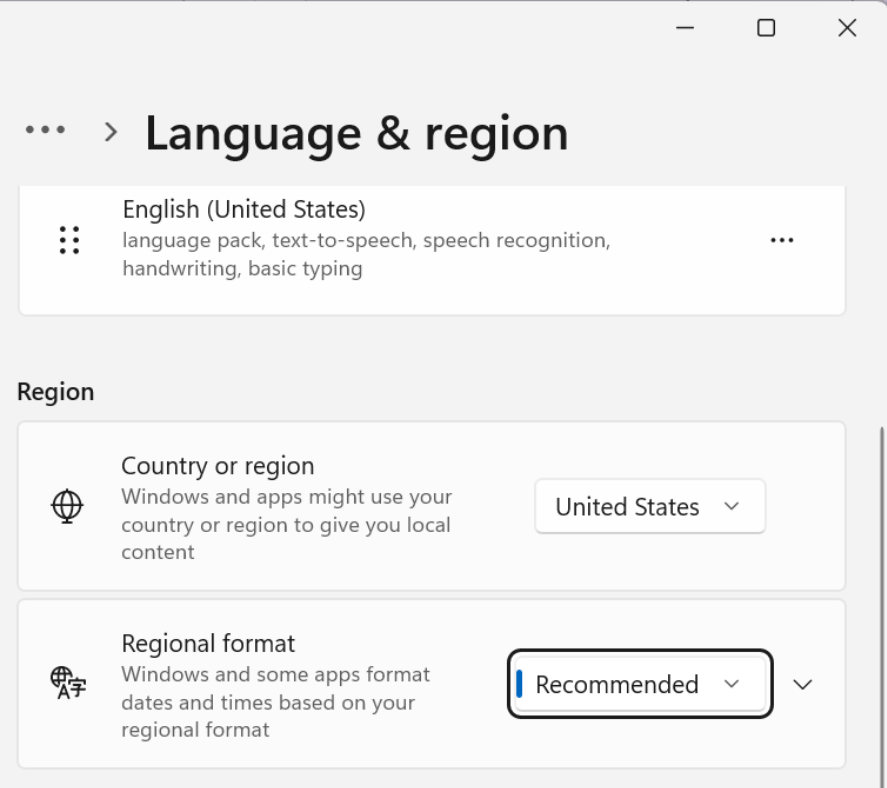 Language & region
English (United States)
language pack, text-to-speech, speech recognition,
handwriting, basic typing
Region
Country or region
Windows and apps might use your
country or region to give you local
content
United States
Regional format
Windows and some apps format
dates and times based on your
regional format
Recommended